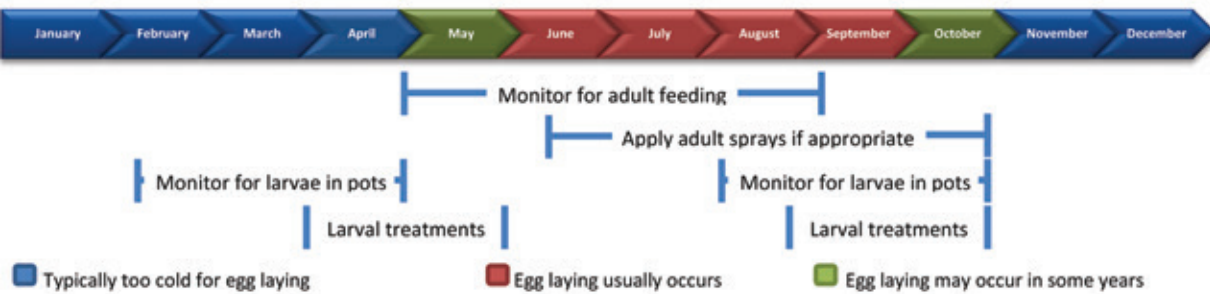 January February March April May June July August September October November December
Monitor for adult feeding
Apply adult sprays if appropriate
Monitor for larvae in pots Monitor for larvae in pots
Larval treatments Larval treatments
Typically too cold for egg laying Egg laying usually occurs Egg laying may occur in some years